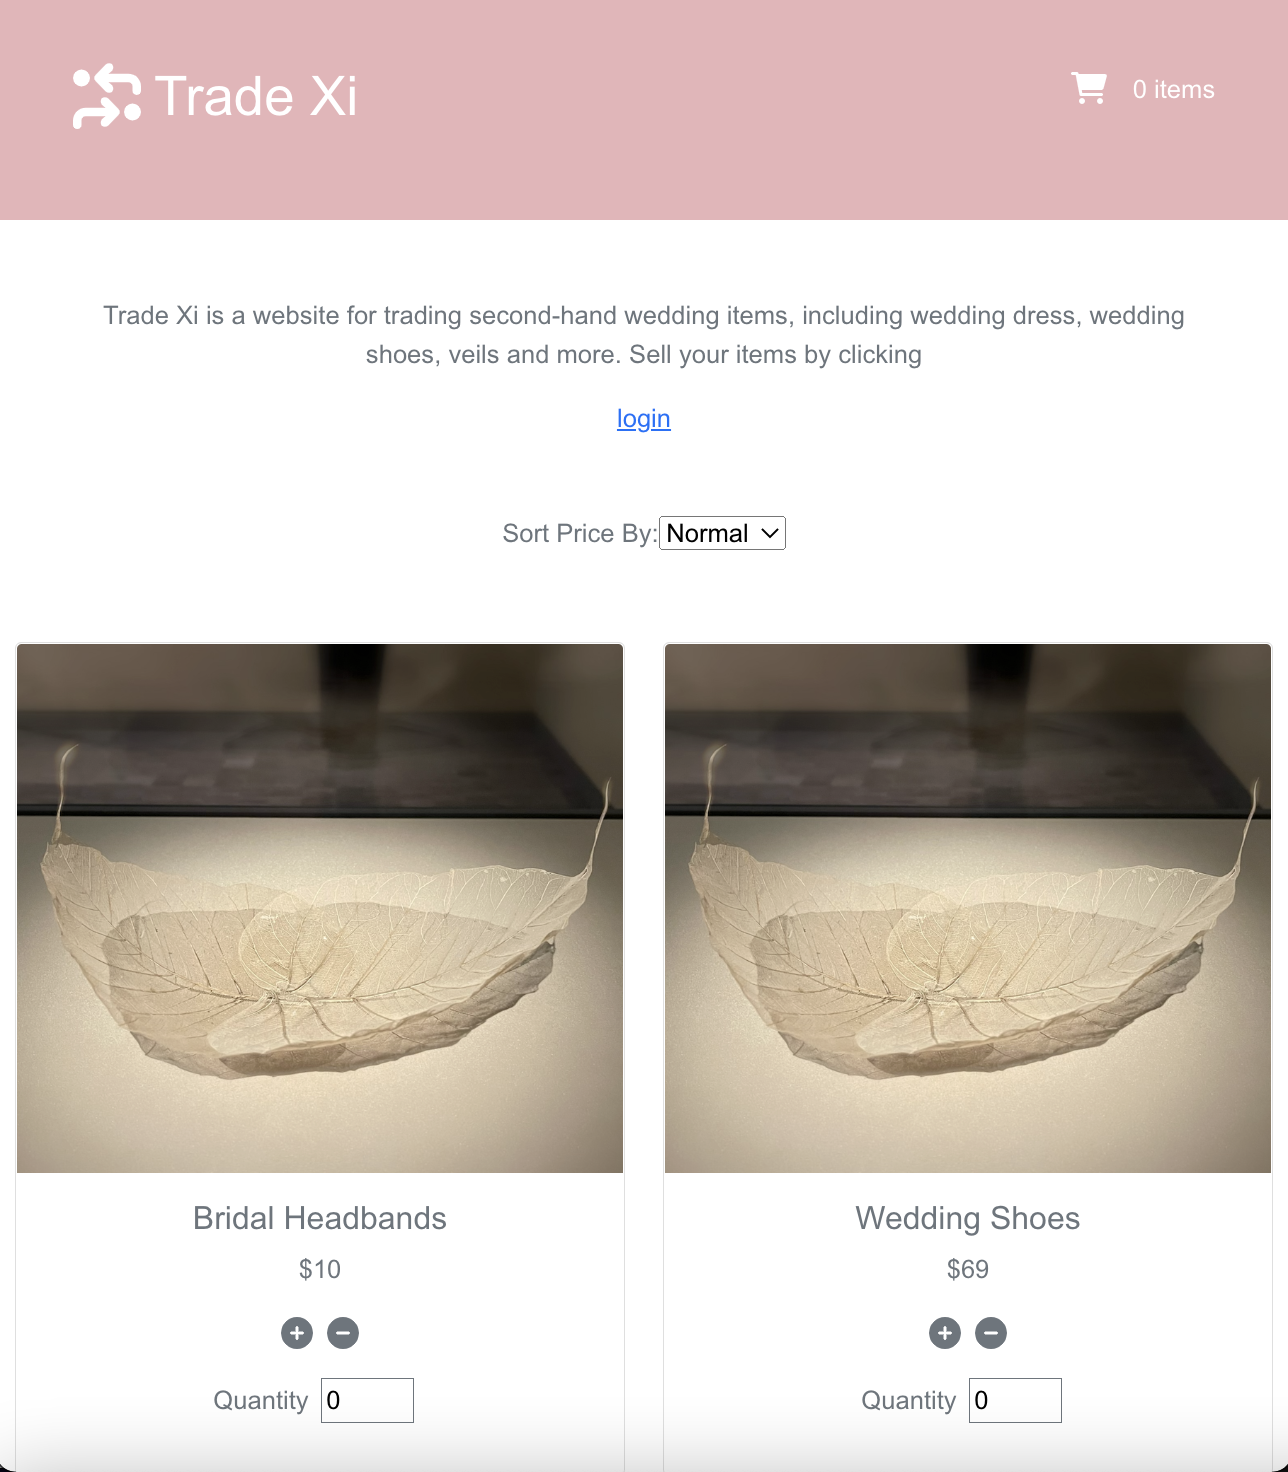 Trade Xi
0 items
Trade Xi is a website for trading second-hand wedding items, including wedding dress, wedding
shoes, veils and more. Sell your items by clicking
login
Sort Price By: Normal
Bridal Headbands
$10
Quantity 0
Wedding Shoes
$69
Quantity 0